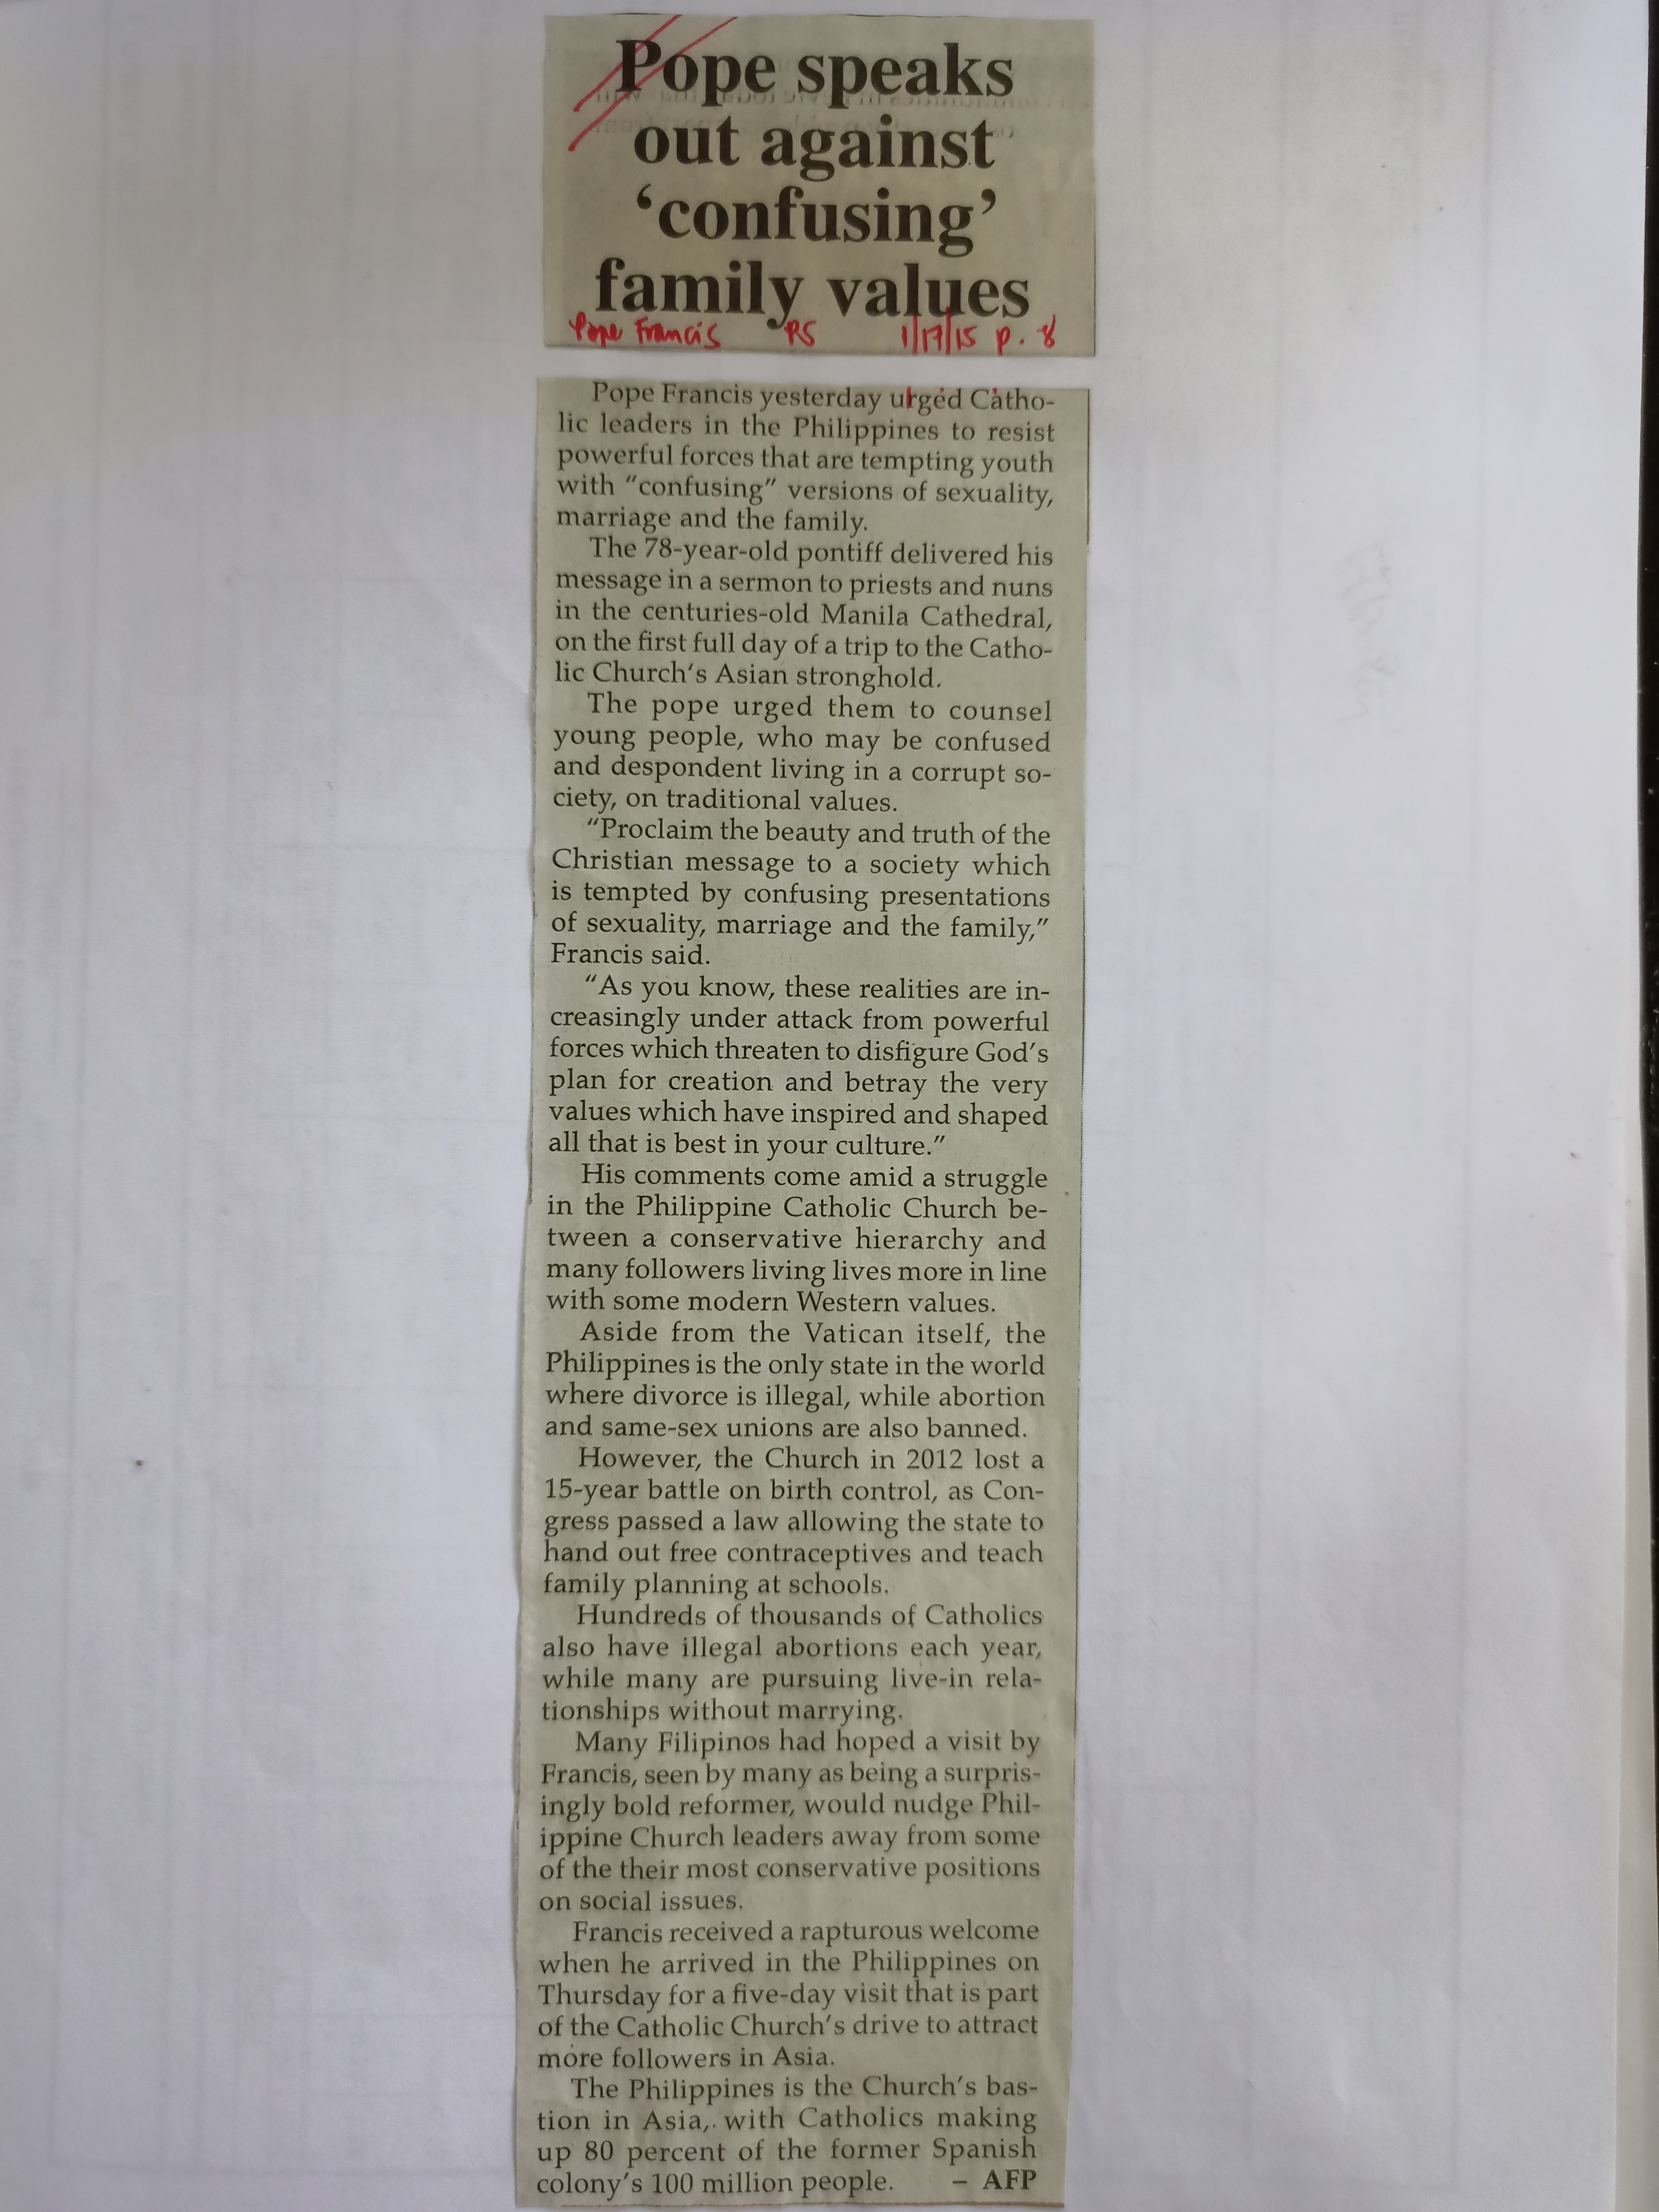 Pope speaks
out against
‘confusing’
family values
Pope Francis PS 1/17/15 p. 8
Pope Francis yesterday urged Catho-
lic leaders in the Philippines to resist
powerful forces that are tempting youth
with “confusing” versions of sexuality,
marriage and the family.
The 78-year-old pontiff delivered his
message in a sermon to priests and nuns
in the centuries-old Manila Cathedral,
on the first full day of a trip to the Catho-
lic Church’s Asian stronghold.
The pope urged them to counsel
young people, who may be confused
and despondent living in a corrupt so-
ciety, on traditional values.
“Proclaim the beauty and truth of the
Christian message to a society which
is tempted by confusing presentations
of sexuality, marriage and the family,”
Francis said.
“As you know, these realities are in-
creasingly under attack from powerful
forces which threaten to disfigure God’s
plan for creation and betray the very
values which have inspired and shaped
all that is best in your culture.”
His comments come amid a struggle
in the Philippine Catholic Church be-
tween a conservative hierarchy and
many followers living lives more in line
with some modern Western values.
Aside from the Vatican itself, the
Philippines is the only state in the world
where divorce is illegal, while abortion
and same-sex unions are also banned.
However, the Church in 2012 lost a
15-year battle on birth control, as Con-
gress passed a law allowing the state to
hand out free contraceptives and teach
family planning at schools.
Hundreds of thousands of Catholics
also have illegal abortions each year,
while many are pursuing live-in rela-
tionships without marrying.
Many Filipinos had hoped a visit by
Francis, seen by many as being a surpris-
ingly bold reformer, would nudge Phil-
ippine Church leaders away from some
of the their most conservative positions
on social issues.
Francis received a rapturous welcome
when he arrived in the Philippines on
Thursday for a five-day visit that is part
of the Catholic Church’s drive to attract
more followers in Asia.
The Philippines is the Church’s bas-
tion in Asia, with Catholics making
up 80 percent of the former Spanish
colony’s 100 million people. – AFP